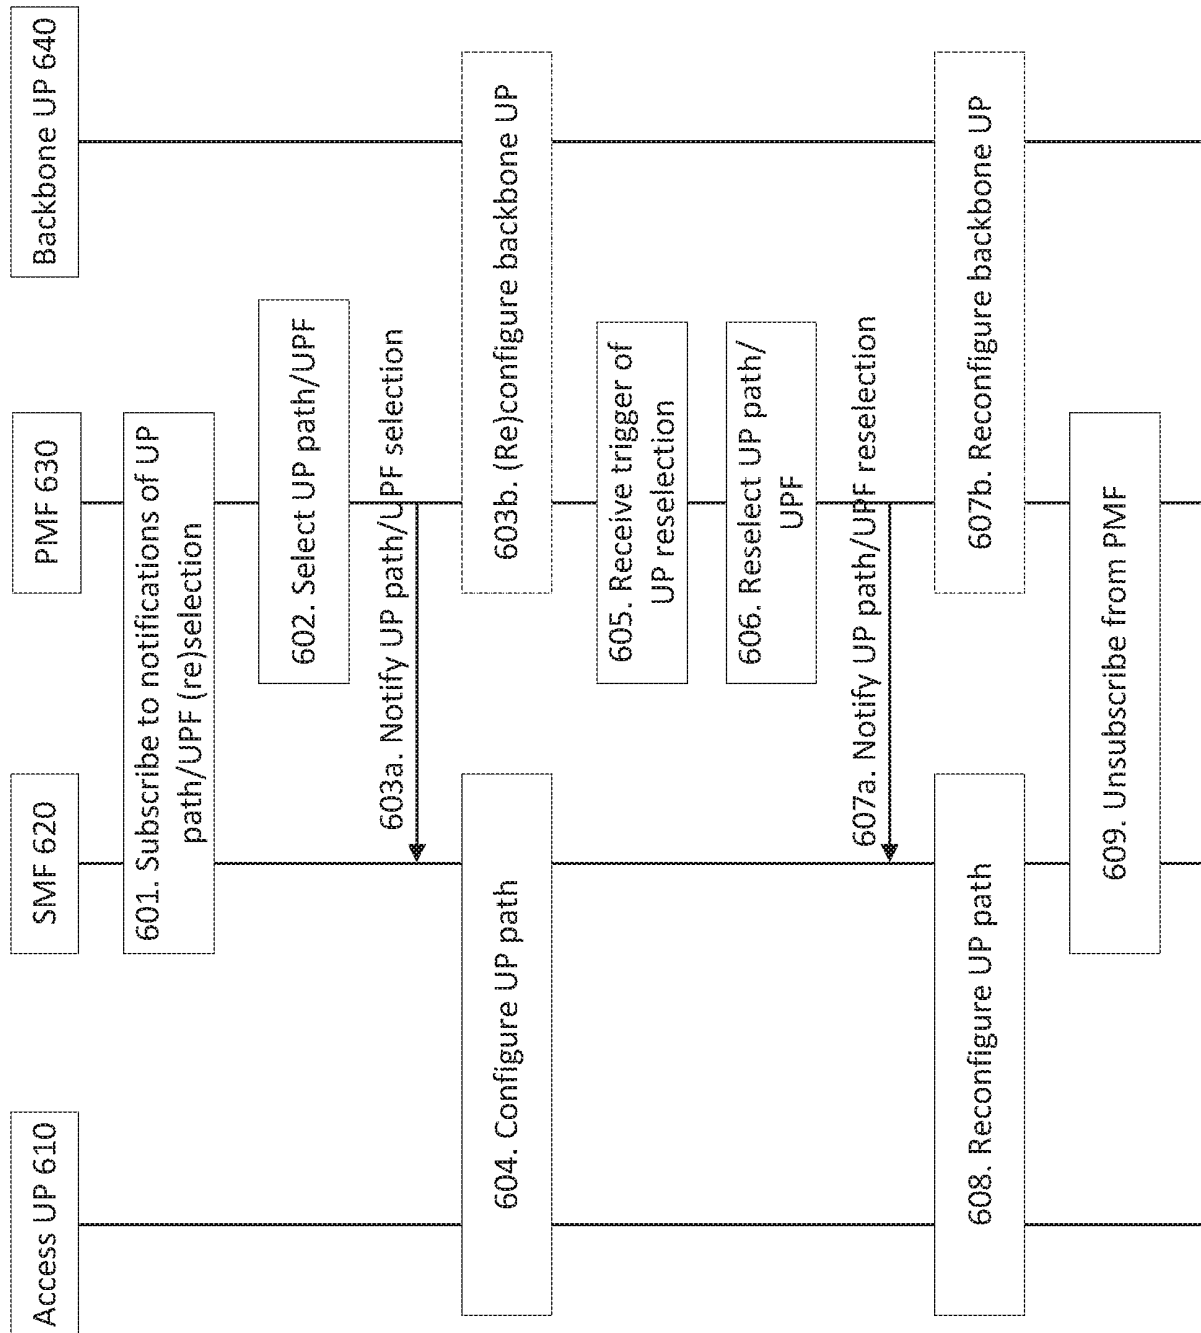 Access UP 610
SMF 620
PMF 630
Backbone UP 640
601. Subscribe to notifications of UP
path/UPF (re)selection
602. Select UP path/UPF
603a. Notify UP path/UPF selection
603b. (Re)configure backbone UP
604. Configure UP path
605. Receive trigger of
UP reselection
606. Reselect UP path/
UPF
607a. Notify UP path/UPF reselection
607b. Reconfigure backbone UP
608. Reconfigure UP path
609. Unsubscribe from PMF